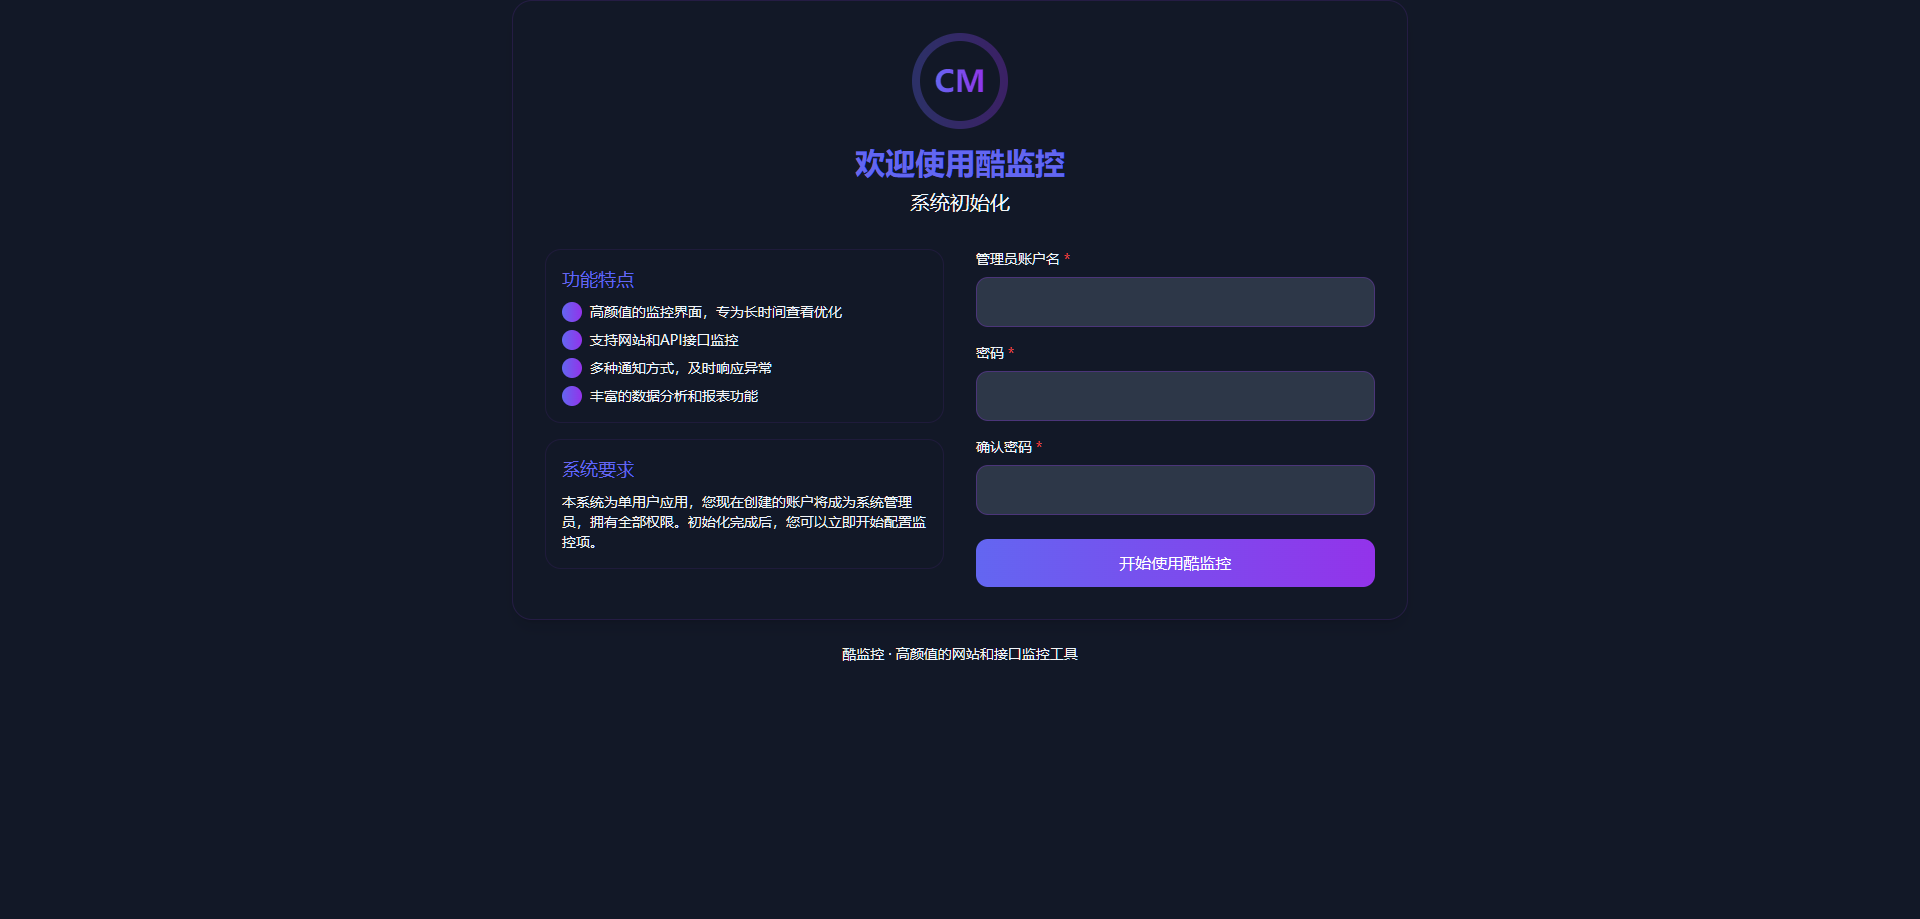 CM
欢迎使用酷监控
系统初始化
功能特点
高颜值的监控界面，专为长时间查看优化
支持网站和API接口监控
多种通知方式，及时响应异常
丰富的数据分析和报表功能
系统要求
本系统为单用户应用，您现在创建的账户将成为系统管理
员，拥有全部权限。初始化完成后，您可以立即开始配置监
控项。
管理员账户名 *
密码 *
确认密码 *
开始使用酷监控
酷监控 · 高颜值的网站和接口监控工具